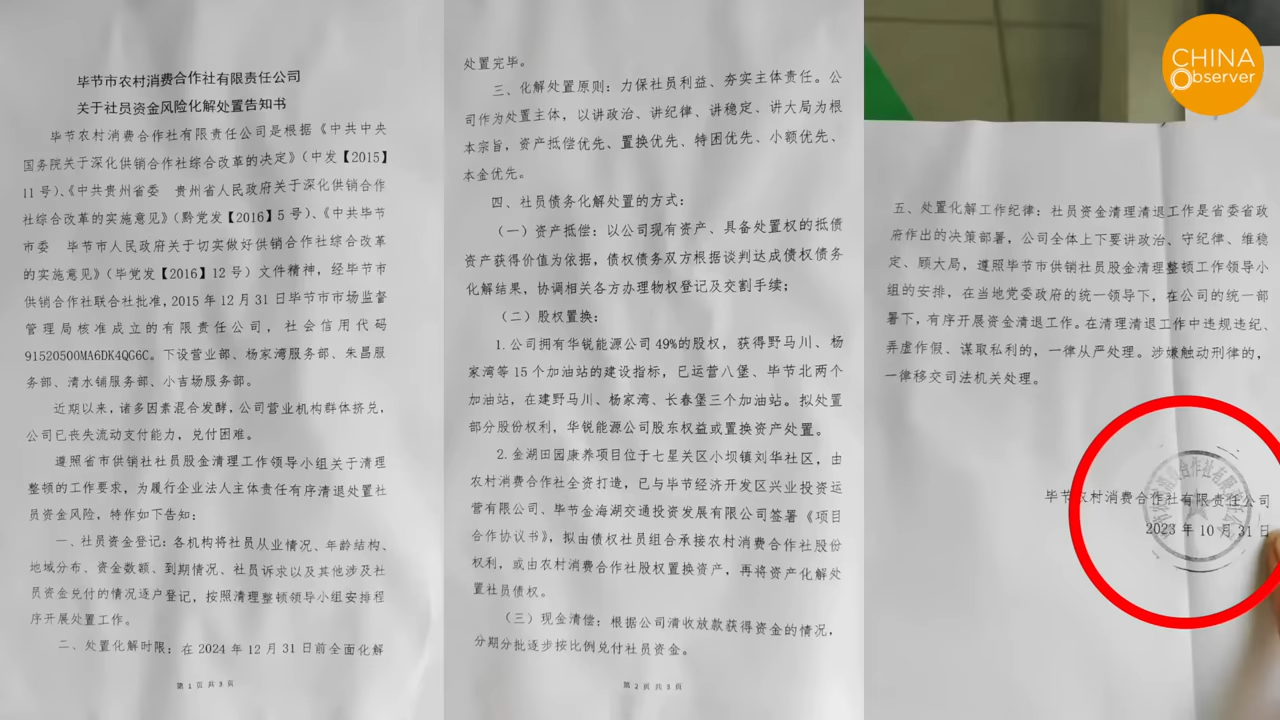 毕节市农村消费合作社有限责任公司
关于社员资金风险化解处置告知书
毕节农村消费合作社有限责任公司是根据《中共中央
国务院关于深化供销合作社综合改革的决定》（中发【2015】
11 号）、《中共贵州省委　贵州省人民政府关于深化供销合作
社综合改革的实施意见》（黔党发【2016】5 号）、《中共毕节
市委　毕节市人民政府关于切实做好供销合作社综合改革
的实施意见》（毕党发【2016】12 号）文件精神，经毕节市
供销合作社联合社批准，2015 年 12 月 31 日毕节市市场监督
管理局核准成立的有限责任公司，社会信用代码
91520500MA6DK4QG6C。下设营业部、杨家湾服务部、朱昌服
务部、清水铺服务部、小吉场服务部。
近期以来，诸多因素混合发酵，公司营业机构群体挤兑，
公司已丧失流动支付能力，兑付困难。
遵照省市供销社社员股金清理工作领导小组关于清理
整顿的工作要求，为履行企业法人主体责任有序清退处置社
员资金风险，特作如下告知：
一、社员资金登记：各机构将社员从业情况、年龄结构、
地域分布、资金数额、到期情况、社员诉求以及其他涉及社
员资金兑付的情况逐户登记，按照清理整顿领导小组安排程
序开展处置工作。
二、处置化解时限：在 2024 年 12 月 31 日前全面化解
第 1 页 共 3 页
处置完毕。
三、化解处置原则：力保社员利益、夯实主体责任。公
司作为处置主体，以讲政治、讲纪律、讲稳定、讲大局为根
本宗旨，资产抵偿优先、置换优先、特困优先、小额优先、
本金优先。
四、社员债务化解处置的方式：
（一）资产抵偿：以公司现有资产、具备处置权的抵债
资产获得价值为依据，债权债务双方根据谈判达成债权债务
化解结果，协调相关各方办理物权登记及交割手续；
（二）股权置换：
1.公司拥有华锐能源公司 49%的股权，获得野马川、杨
家湾等 15 个加油站的建设指标，已运营八堡、毕节北两个
加油站，在建野马川、杨家湾、长春堡三个加油站。拟处置
部分股份权利，华锐能源公司股东权益或置换资产处置。
2.金湖田园康养项目位于七星关区小坝镇刘华社区，由
农村消费合作社全资打造，已与毕节经济开发区兴业投资运
营有限公司、毕节金海湖交通投资发展有限公司签署《项目
合作协议书》，拟由债权社员组合承接农村消费合作社股份
权利，或由农村消费合作社股权置换资产，再将资产化解处
置社员债权。
（三）现金清偿：根据公司清收放款获得资金的情况，
分期分批逐步按比例兑付社员资金。
第 2 页 共 3 页
CHINA
Observer
五、处置化解工作纪律：社员资金清理清退工作是省委省政
府作出的决策部署，公司全体上下要讲政治、守纪律、维稳
定、顾大局，遵照毕节市供销社员股金清理整顿工作领导小
组的安排，在当地党委政府的统一领导下，在公司的统一部
署下，有序开展资金清退工作。在清理清退工作中违规违纪、
弄虚作假、谋取私利的，一律从严处理。涉嫌触动刑律的，
一律移交司法机关处理。
毕节农村消费合作社有限责任公司
2023 年 10 月 31 日